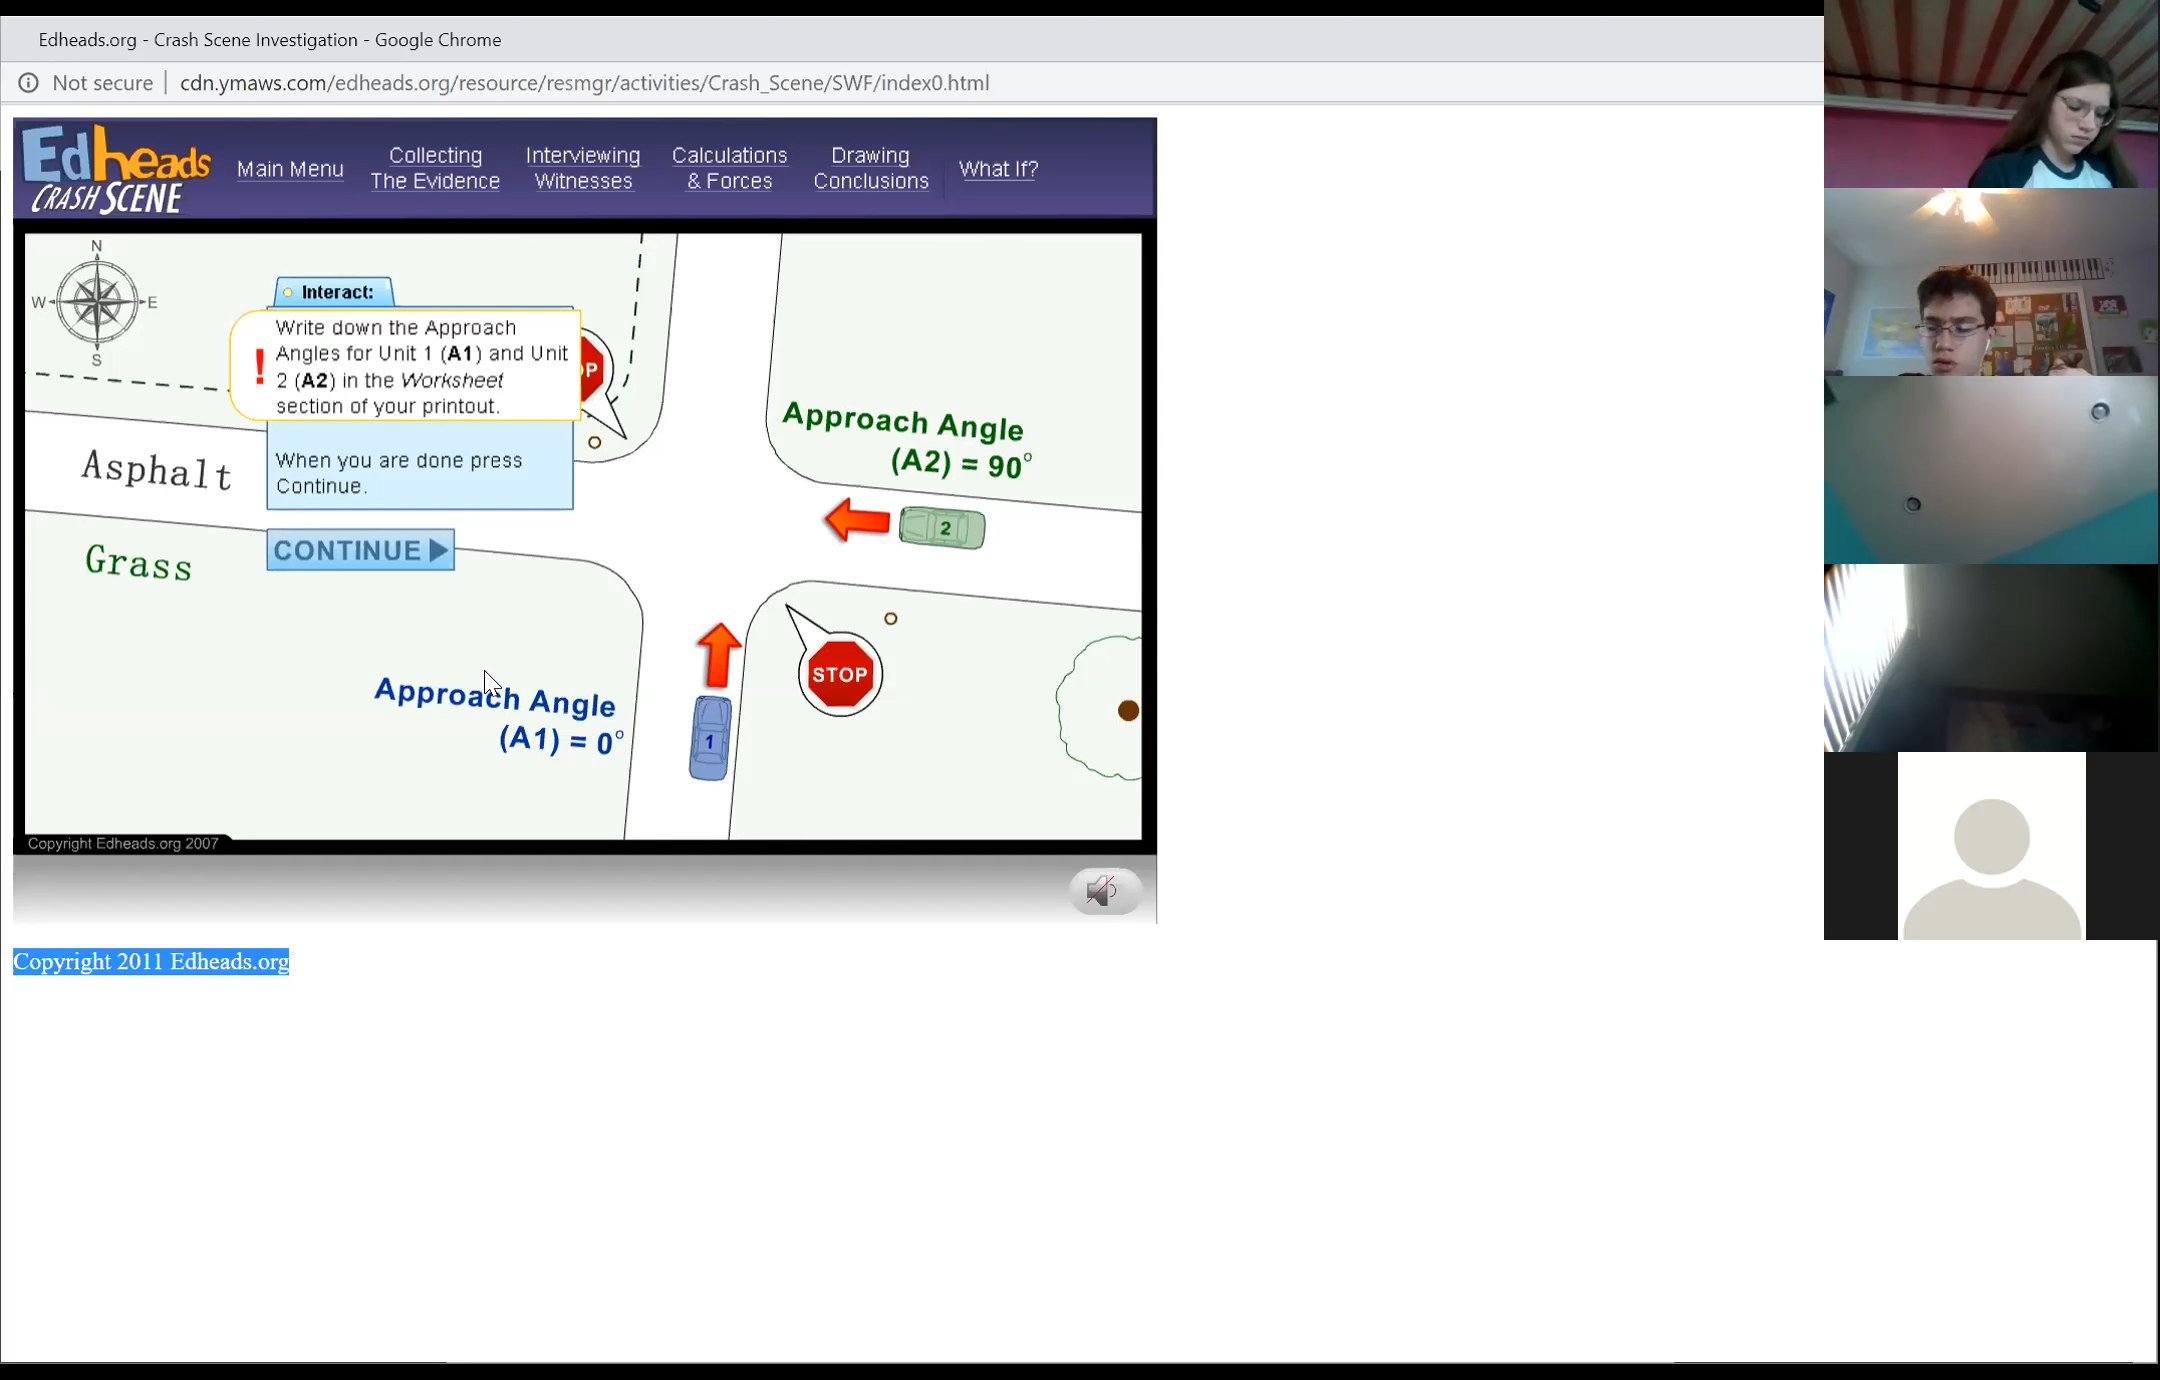 Edheads.org - Crash Scene Investigation - Google Chrome
Not secure
cdn.ymaws.com/edheads.org/resource/resmgr/activities/Crash_Scene/SWF/index0.html
Edheads
CRASH SCENE
Main Menu
Collecting
The Evidence
Interviewing
Witnesses
Calculations
& Forces
Drawing
Conclusions
What If?
N
W
E
S
Interact:
! Write down the Approach
Angles for Unit 1 (A1) and Unit
2 (A2) in the Worksheet
section of your printout.
When you are done press
Continue.
CONTINUE
OP
Asphalt
Grass
Approach Angle
(A2) = 90°
2
STOP
Approach Angle
(A1) = 0°
1
Copyright Edheads.org 2007
Copyright 2011 Edheads.org